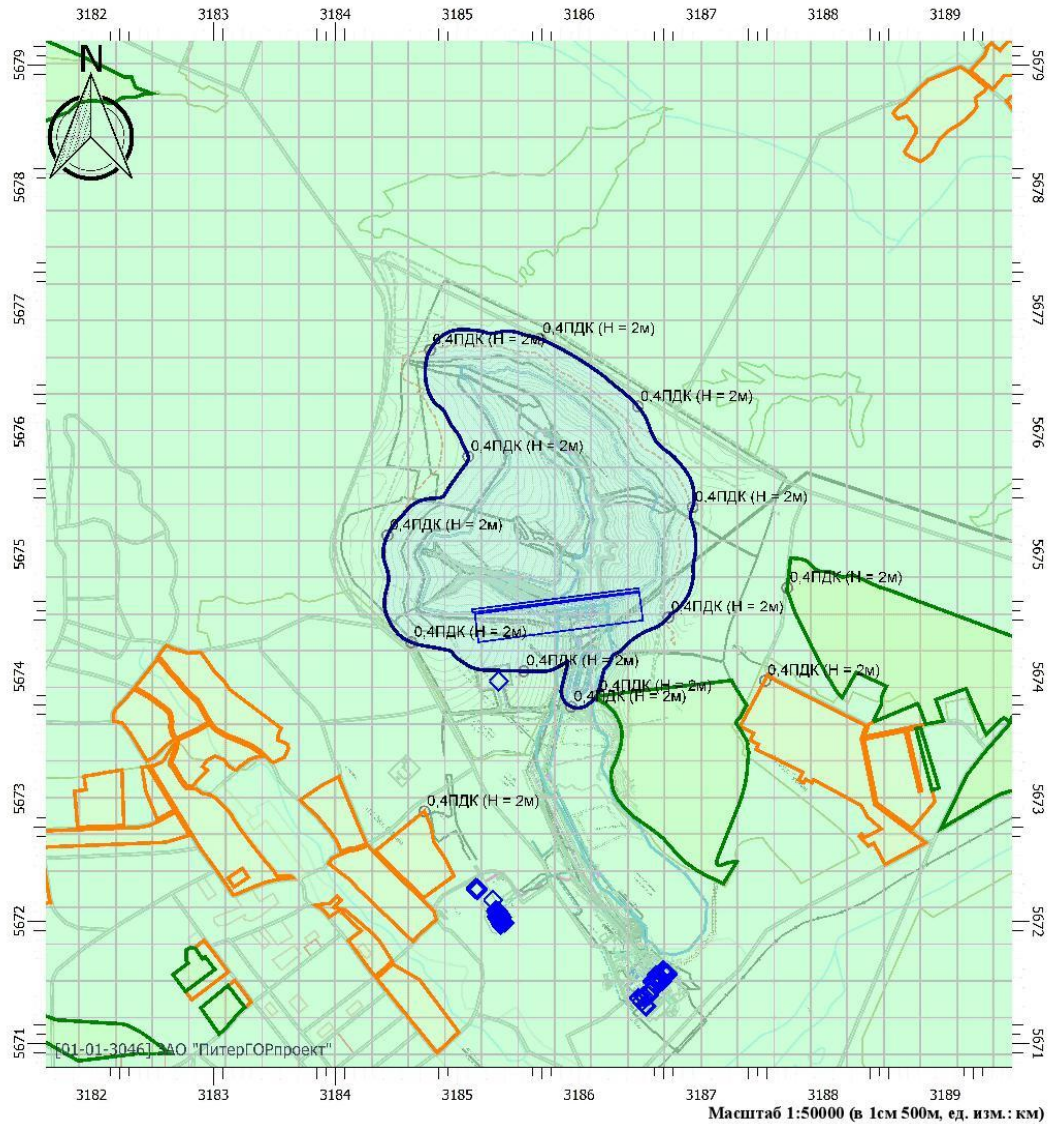 3182 3183 3184 3185 3186 3187 3188 3189
5679 5679
N
5678 5678
5677 5677
0,4ПДК (Н = 2м)
0,4ПДК (Н = 2м)
0,4ПДК (Н = 2м)
5676 5676
0,4ПДК (Н = 2м)
0,4ПДК (Н = 2м)
0,4ПДК (Н = 2м)
5675 5675
0,4ПДК (Н = 2м)
0,4ПДК (Н = 2м)
0,4ПДК (Н = 2м)
0,4ПДК (Н = 2м)
5674 5674
0,4ПДК (Н = 2м)
0,4ПДК (Н = 2м)
0,4ПДК (Н = 2м)
5673 5673
0,4ПДК (Н = 2м)
5672 5672
5671 5671
[01-01-3046] ЗАО "ПитерГОРпроект"
3182 3183 3184 3185 3186 3187 3188 3189
Масштаб 1:50000 (в 1см 500м, ед. изм.: км)